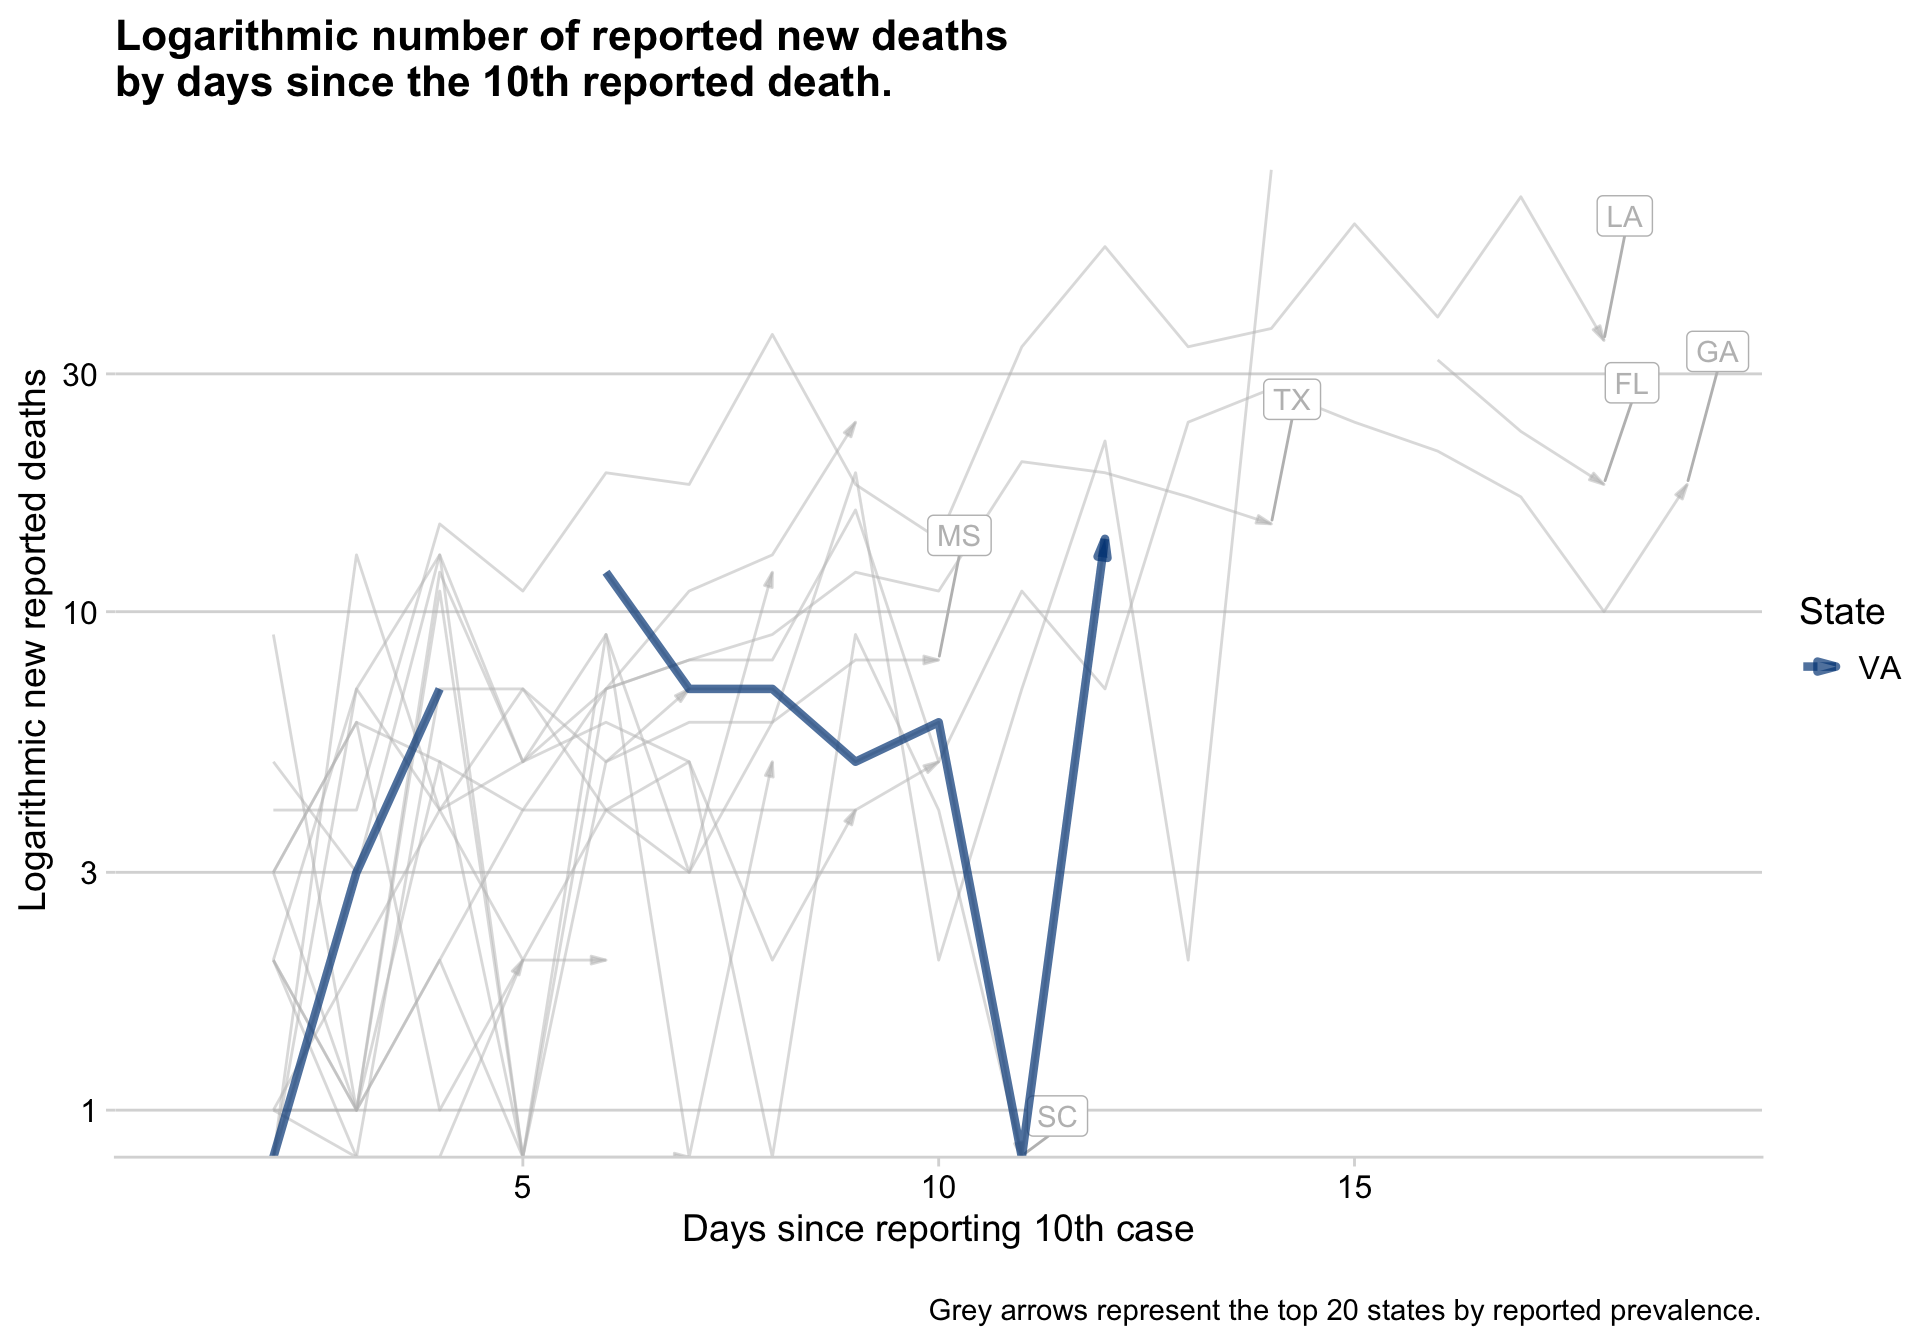 Logarithmic number of reported new deaths
by days since the 10th reported death.
LA
GA
FL
TX
MS
SC
30
10
3
1
Logarithmic new reported deaths
5 10 15
Days since reporting 10th case
State
VA
Grey arrows represent the top 20 states by reported prevalence.